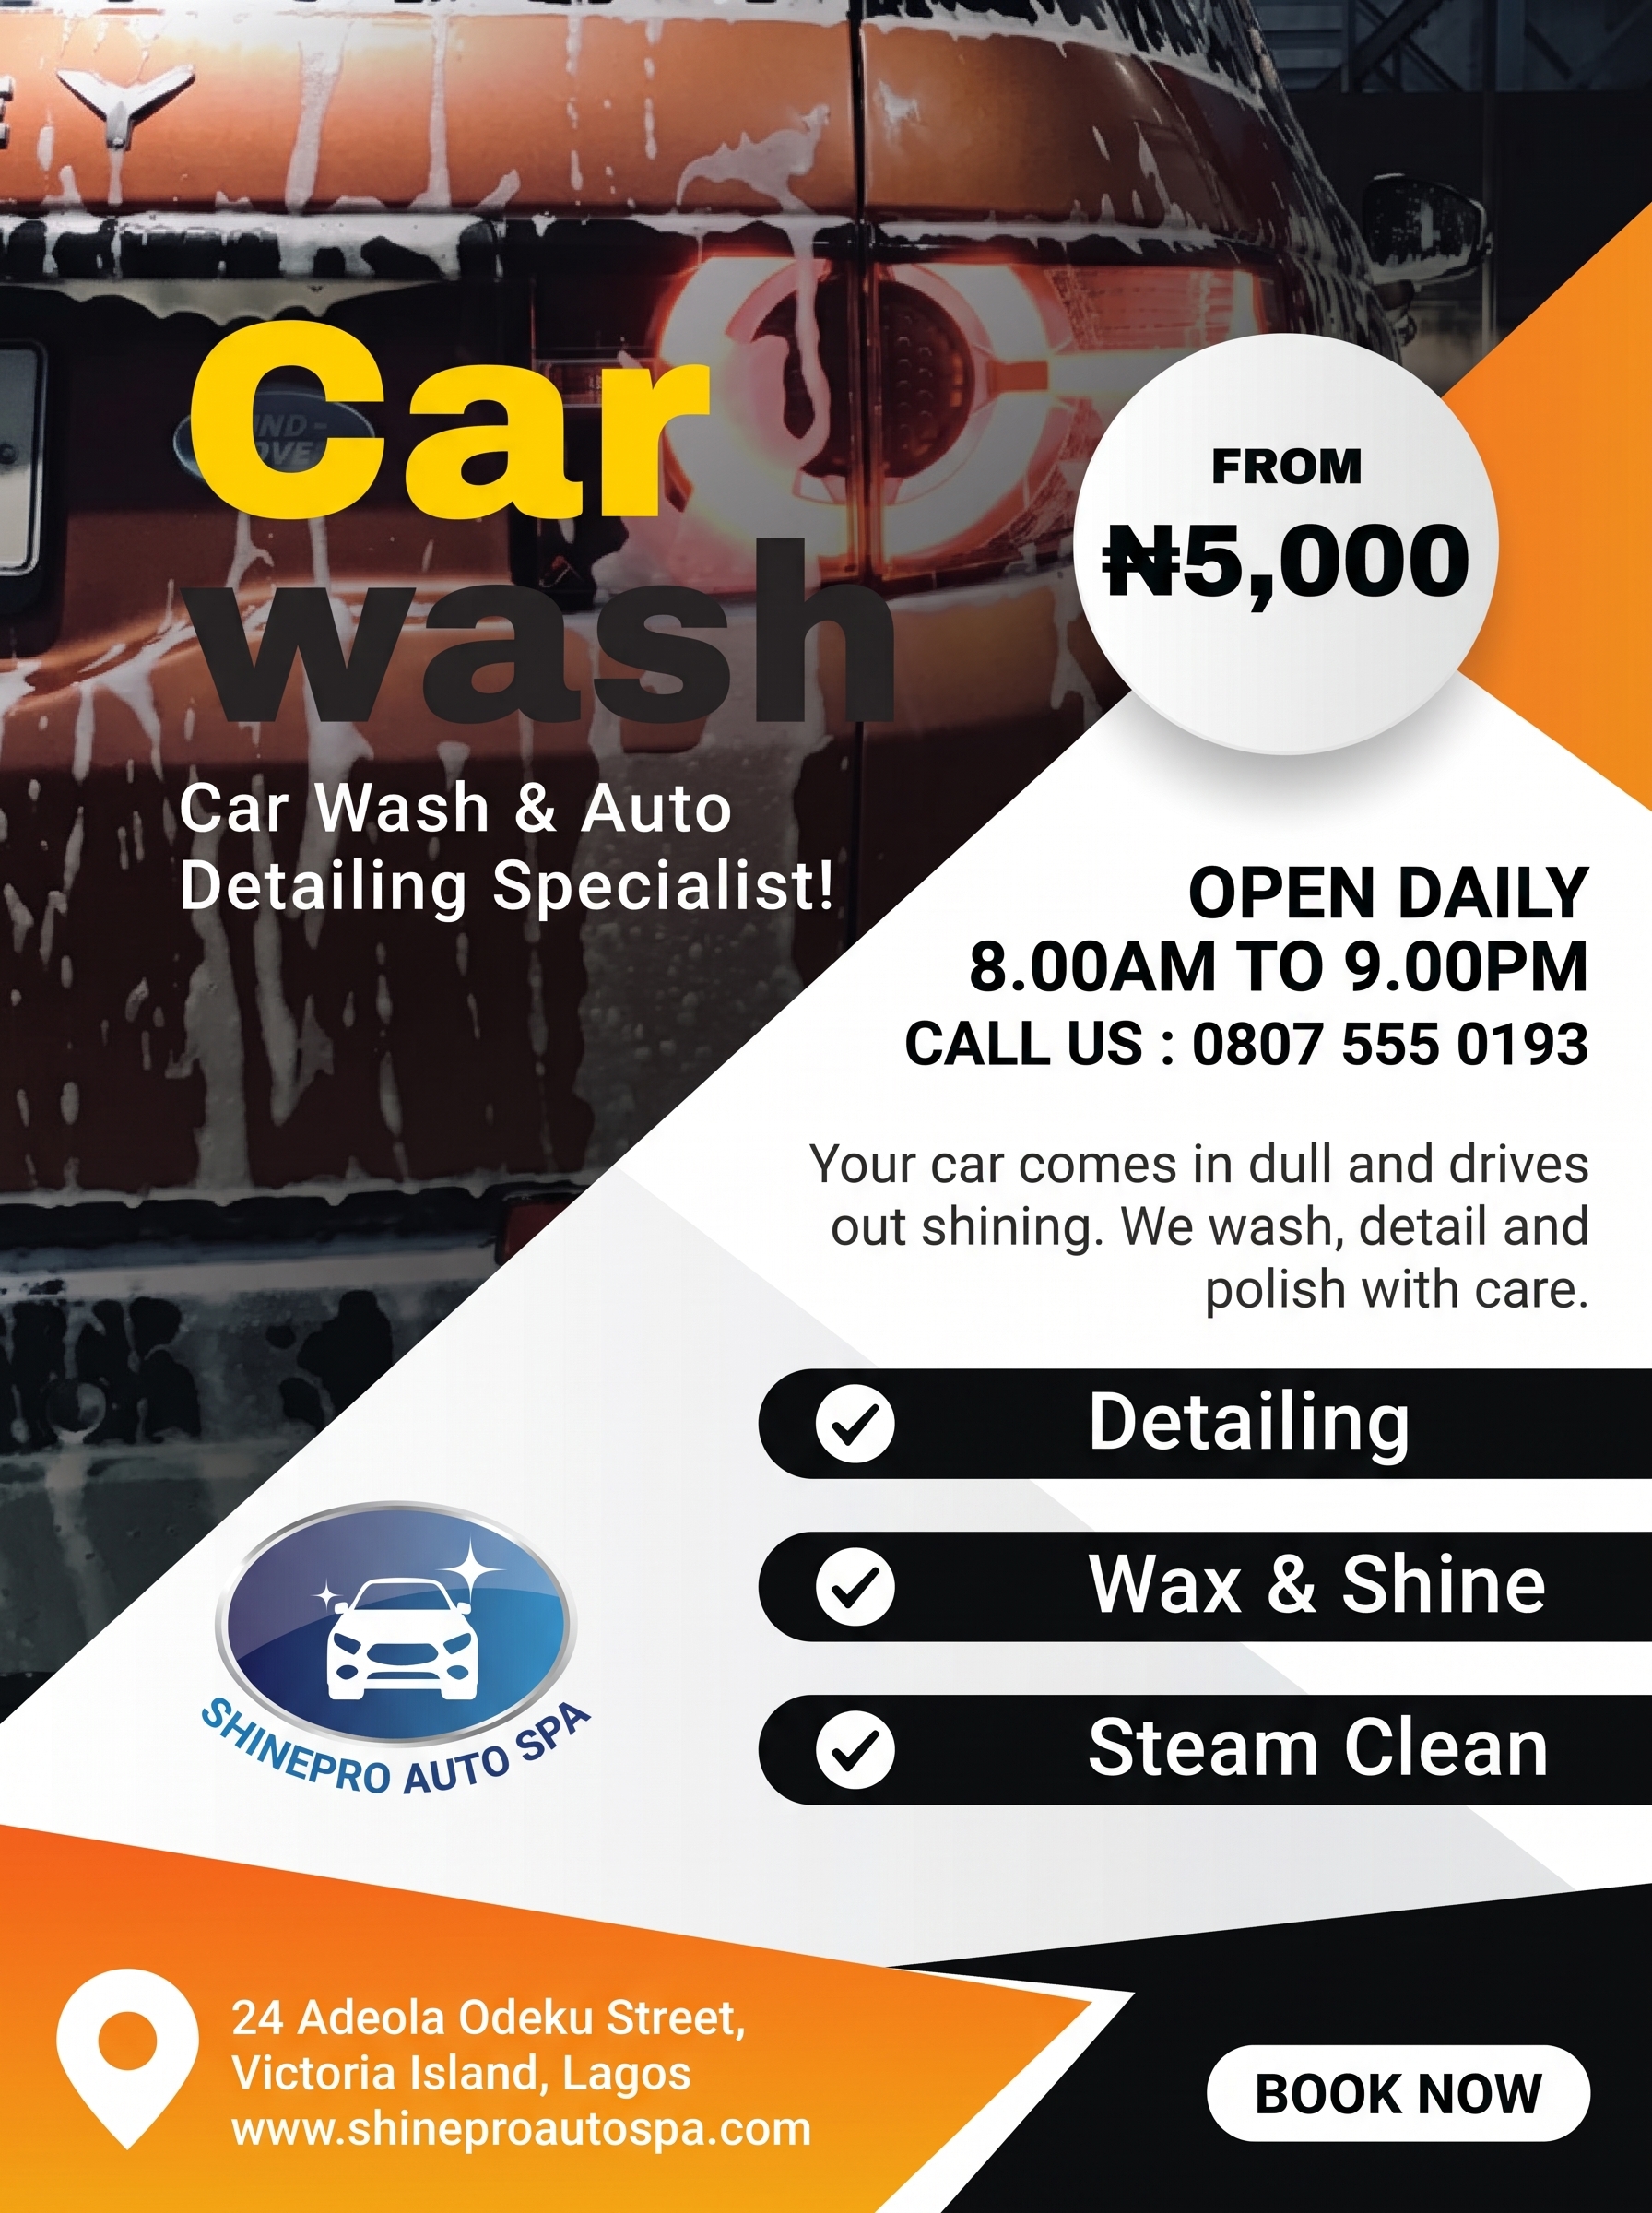 Car
wash
Car Wash & Auto
Detailing Specialist!
FROM
₦5,000
OPEN DAILY
8.00AM TO 9.00PM
CALL US : 0807 555 0193
Your car comes in dull and drives
out shining. We wash, detail and
polish with care.
Detailing
Wax & Shine
Steam Clean
SHINEPRO AUTO SPA
24 Adeola Odeku Street,
Victoria Island, Lagos
www.shineproautospa.com
BOOK NOW